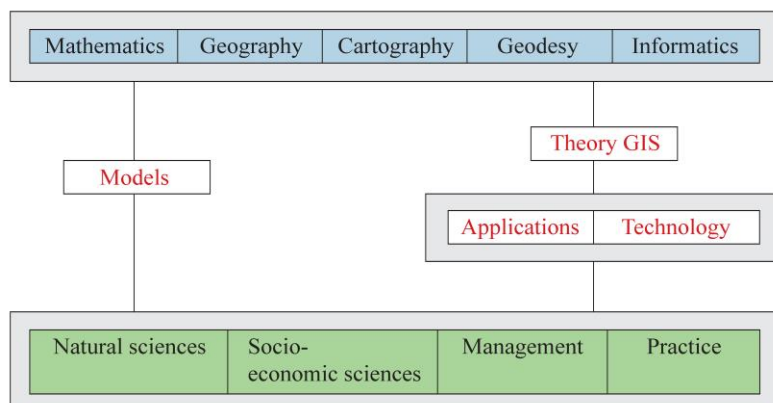 Mathematics Geography Cartography Geodesy Informatics
Theory GIS
Models
Applications Technology
Natural sciences Socio- Management Practice
economic sciences